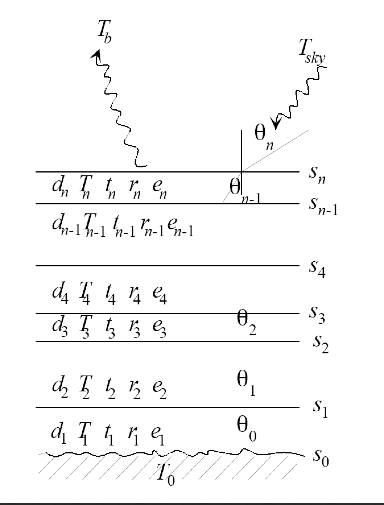 T_b
T_sky
θ_n
s_n
d_n T_n t_n r_n e_n θ_n-1
s_n-1
d_n-1 T_n-1 t_n-1 r_n-1 e_n-1
s_4
d_4 T_4 t_4 r_4 e_4
s_3
d_3 T_3 t_3 r_3 e_3 θ_2
s_2
d_2 T_2 t_2 r_2 e_2 θ_1
s_1
d_1 T_1 t_1 r_1 e_1 θ_0
s_0
T_0